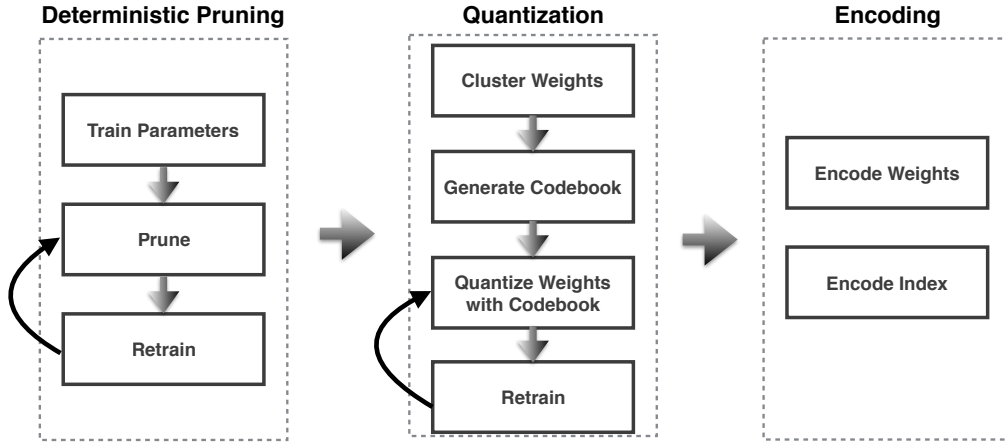 Deterministic Pruning
Train Parameters
Prune
Retrain
Quantization
Cluster Weights
Generate Codebook
Quantize Weights
with Codebook
Retrain
Encoding
Encode Weights
Encode Index